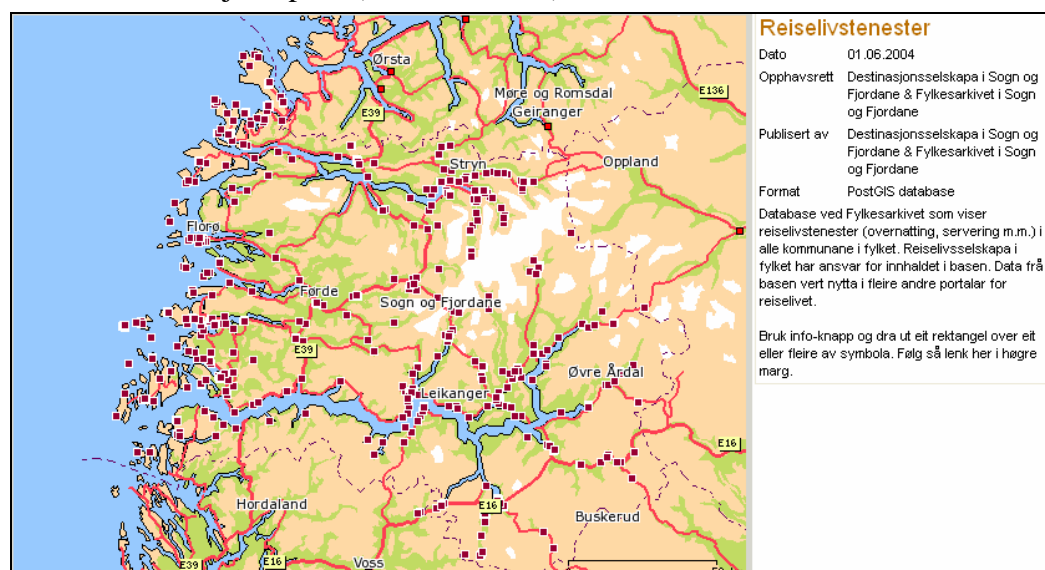 Reiselivstenester
Dato 01.06.2004
Opphavsrett Destinasjonsselskapa i Sogn og
Fjordane & Fylkesarkivet i Sogn
og Fjordane
Publisert av Destinasjonsselskapa i Sogn og
Fjordane & Fylkesarkivet i Sogn
og Fjordane
Format PostGIS database
Database ved Fylkesarkivet som viser
reiselivstenester (overnatting, servering m.m.) i
alle kommunane i fylket. Reiselivsselskapa i
fylket har ansvar for innhaldet i basen. Data frå
basen vert nytta i fleire andre portalar for
reiselivet.
Bruk info-knapp og dra ut eit rektangel over eit
eller fleire av symbola. Følg så lenk her i høgre
marg.
Ørsta
Møre og Romsdal
E136
Geiranger
E39
Stryn
Oppland
Florø
Førde
Sogn og Fjordane
E39
Øvre Årdal
Leikanger
E16
Hordaland
E16
Buskerud
E39
E16
Voss